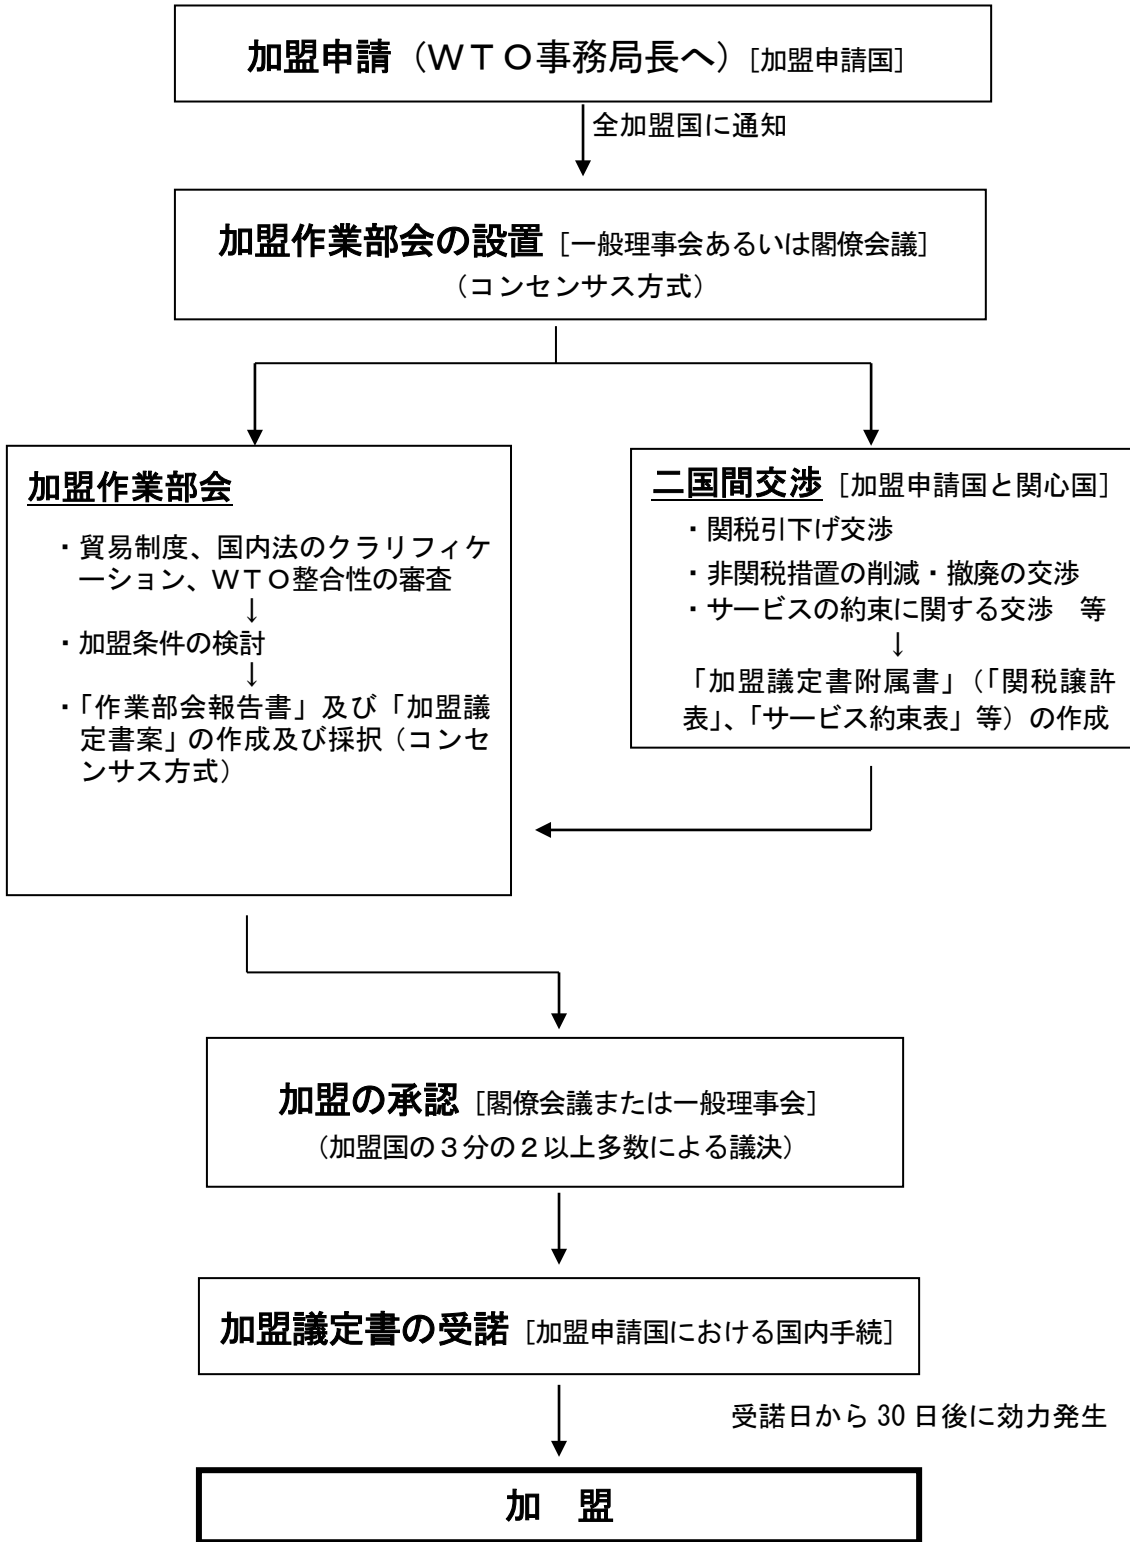 加盟申請（ＷＴＯ事務局長へ）［加盟申請国］
全加盟国に通知
加盟作業部会の設置［一般理事会あるいは閣僚会議］
（コンセンサス方式）
加盟作業部会
・貿易制度、国内法のクラリフィケ
ーション、ＷＴＯ整合性の審査
↓
・加盟条件の検討
↓
・「作業部会報告書」及び「加盟議
定書案」の作成及び採択（コンセ
ンサス方式）
二国間交渉［加盟申請国と関心国］
・関税引下げ交渉
・非関税措置の削減・撤廃の交渉
・サービスの約束に関する交渉　等
↓
「加盟議定書附属書」（「関税譲許
表」、「サービス約束表」等）の作成
加盟の承認［閣僚会議または一般理事会］
（加盟国の３分の２以上多数による議決）
加盟議定書の受諾［加盟申請国における国内手続］
受諾日から 30 日後に効力発生
加　盟